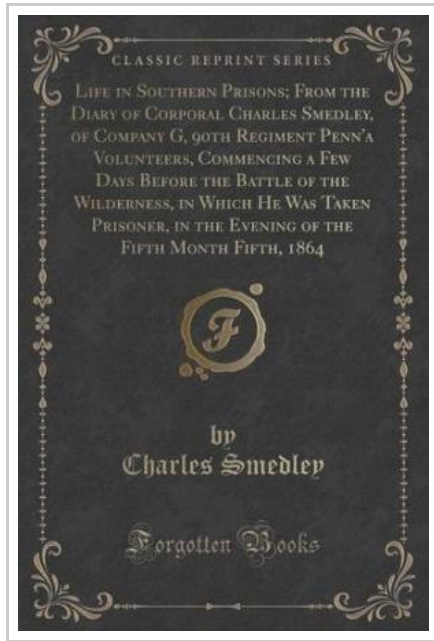 CLASSIC REPRINT SERIES
LIFE IN SOUTHERN PRISONS; FROM THE
DIARY OF CORPORAL CHARLES SMEDLEY,
OF COMPANY G, 90TH REGIMENT PENN'A
VOLUNTEERS, COMMENCING A FEW
DAYS BEFORE THE BATTLE OF THE
WILDERNESS, IN WHICH HE WAS TAKEN
PRISONER, IN THE EVENING OF THE
FIFTH MONTH FIFTH, 1864
F
by
Charles Smedley
Forgotten Books